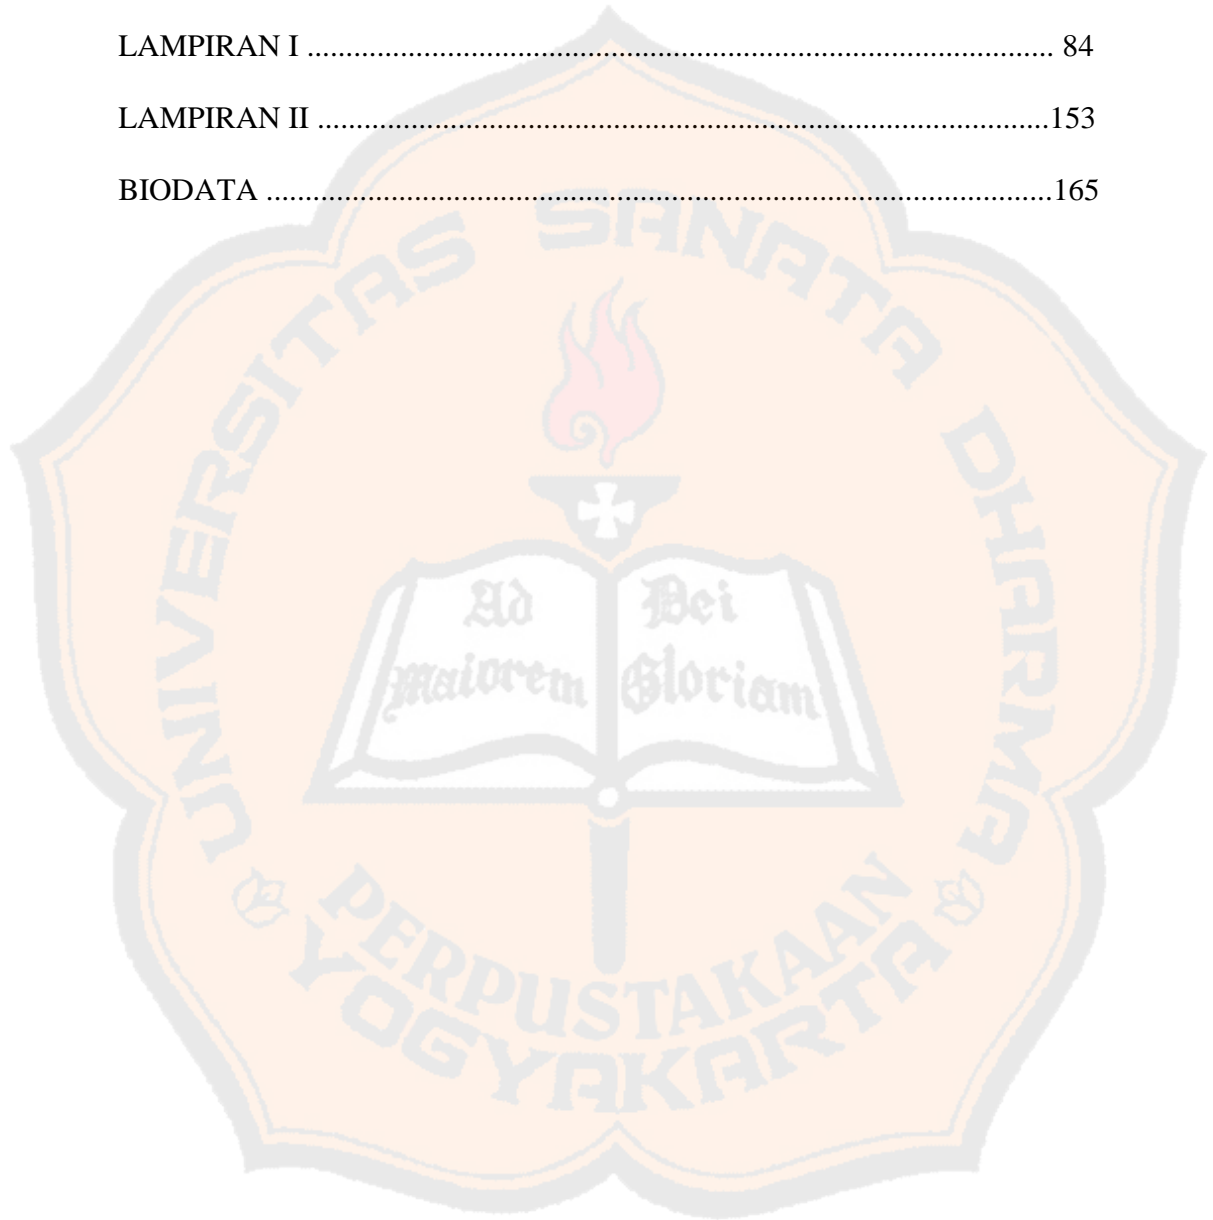 LAMPIRAN I ................................................................................................ 84
LAMPIRAN II ..............................................................................................153
BIODATA .....................................................................................................165
UNIVERSITAS SANATA DHARMA
Ad Dei
Maiorem Gloriam
PERPUSTAKAAN
YOGYAKARTA